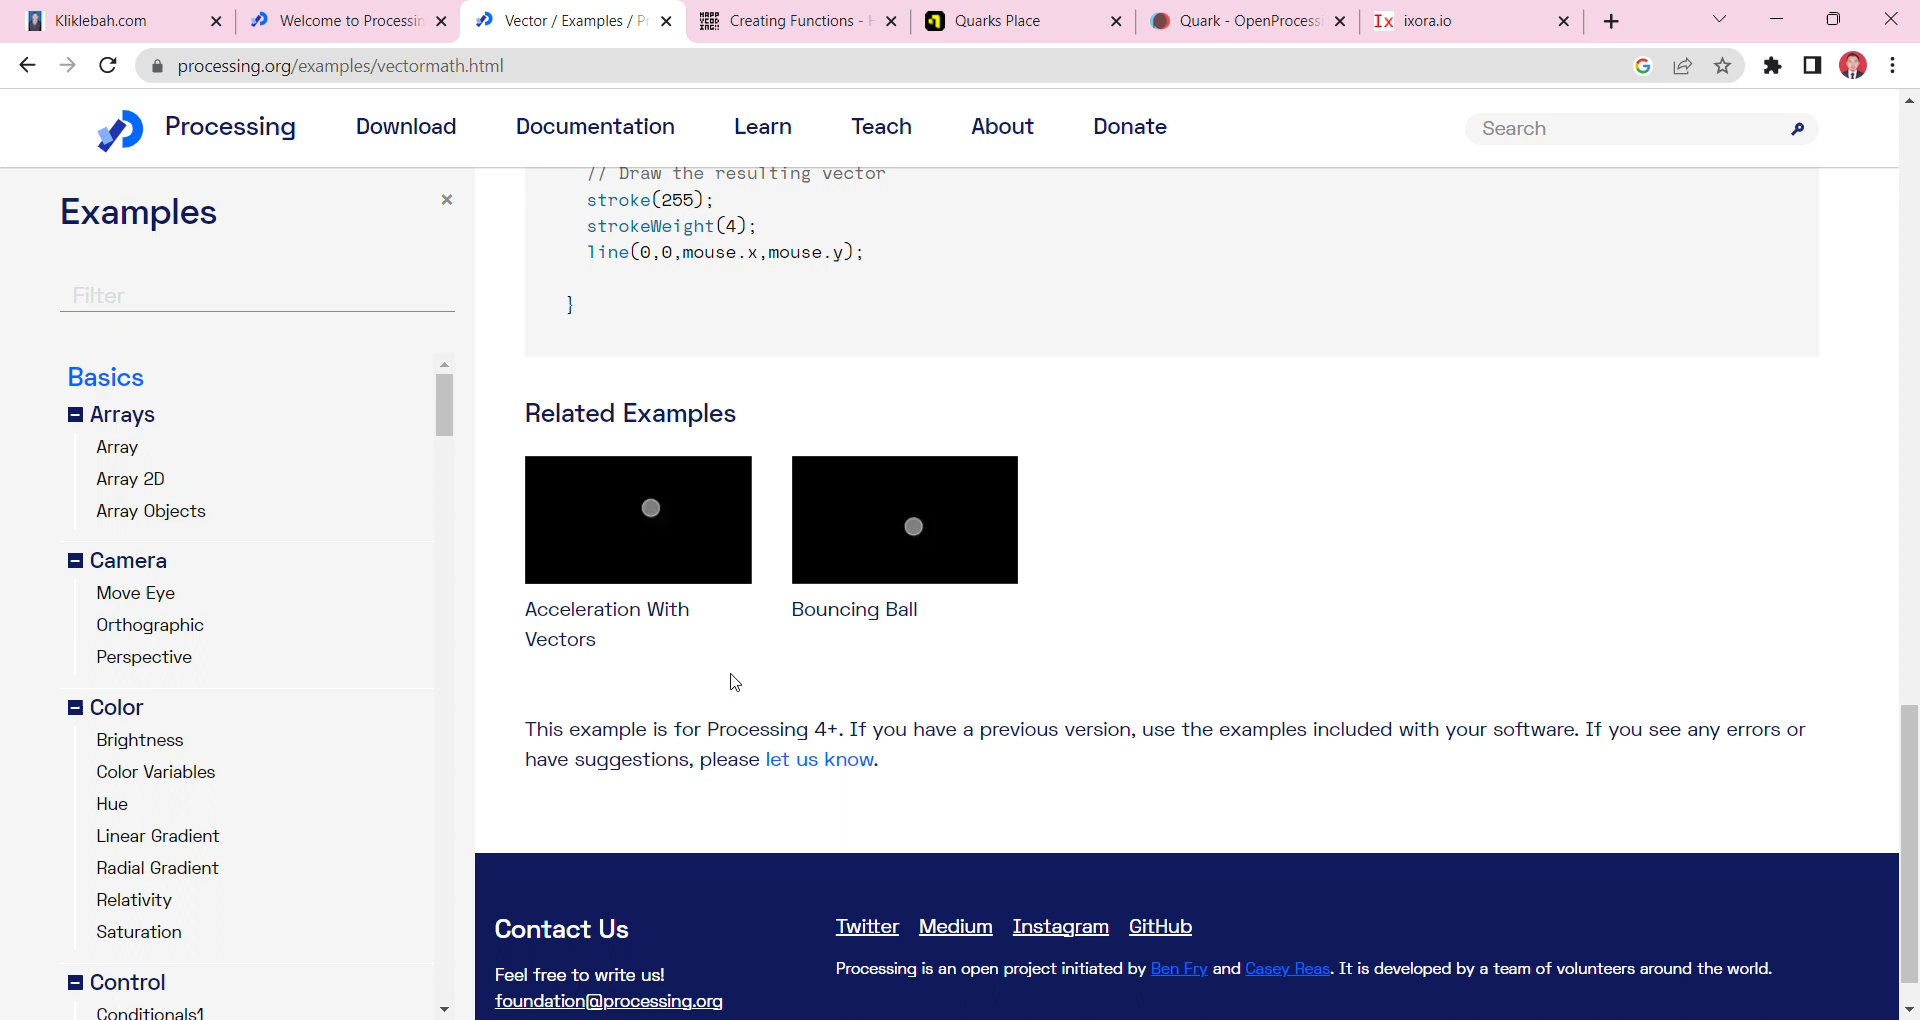 Kliklebah.com
Welcome to Processin
Vector / Examples / P
Creating Functions -
Quarks Place
Quark - OpenProcess
Ix ixora.io
processing.org/examples/vectormath.html
Processing
Download
Documentation
Learn
Teach
About
Donate
Search
Examples
Filter
Basics
Arrays
Array
Array 2D
Array Objects
Camera
Move Eye
Orthographic
Perspective
Color
Brightness
Color Variables
Hue
Linear Gradient
Radial Gradient
Relativity
Saturation
Control
Conditionals1
// Draw the resulting vector
stroke(255);
strokeWeight(4);
line(0,0,mouse.x,mouse.y);
}
Related Examples
Acceleration With
Vectors
Bouncing Ball
This example is for Processing 4+. If you have a previous version, use the examples included with your software. If you see any errors or
have suggestions, please let us know.
Contact Us
Feel free to write us!
foundation@processing.org
Twitter Medium Instagram GitHub
Processing is an open project initiated by Ben Fry and Casey Reas. It is developed by a team of volunteers around the world.